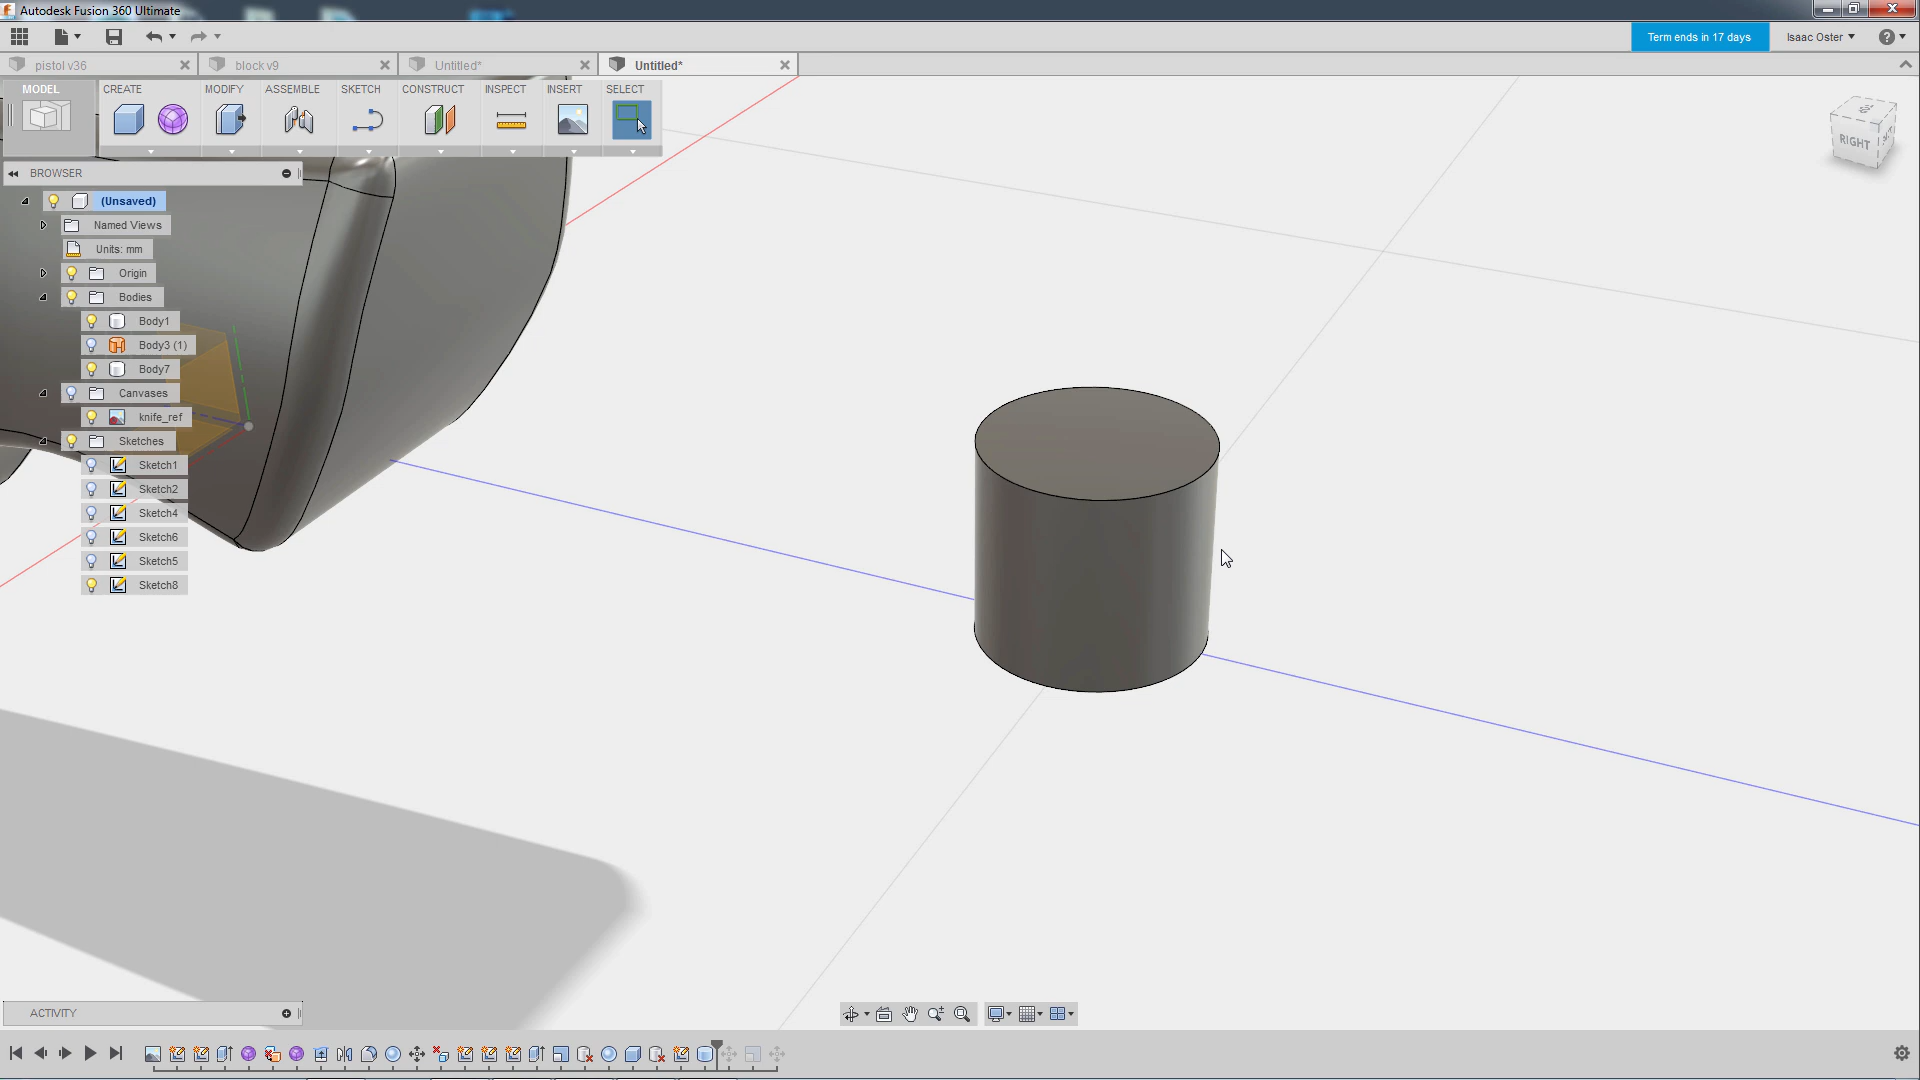 Autodesk Fusion 360 Ultimate
Term ends in 17 days
Isaac Oster
pistol v36
block v9
Untitled*
Untitled*
MODEL
CREATE
MODIFY
ASSEMBLE
SKETCH
CONSTRUCT
INSPECT
INSERT
SELECT
RIGHT
BROWSER
(Unsaved)
Named Views
Units: mm
Origin
Bodies
Body1
Body3 (1)
Body7
Canvases
knife_ref
Sketches
Sketch1
Sketch2
Sketch4
Sketch6
Sketch5
Sketch8
ACTIVITY